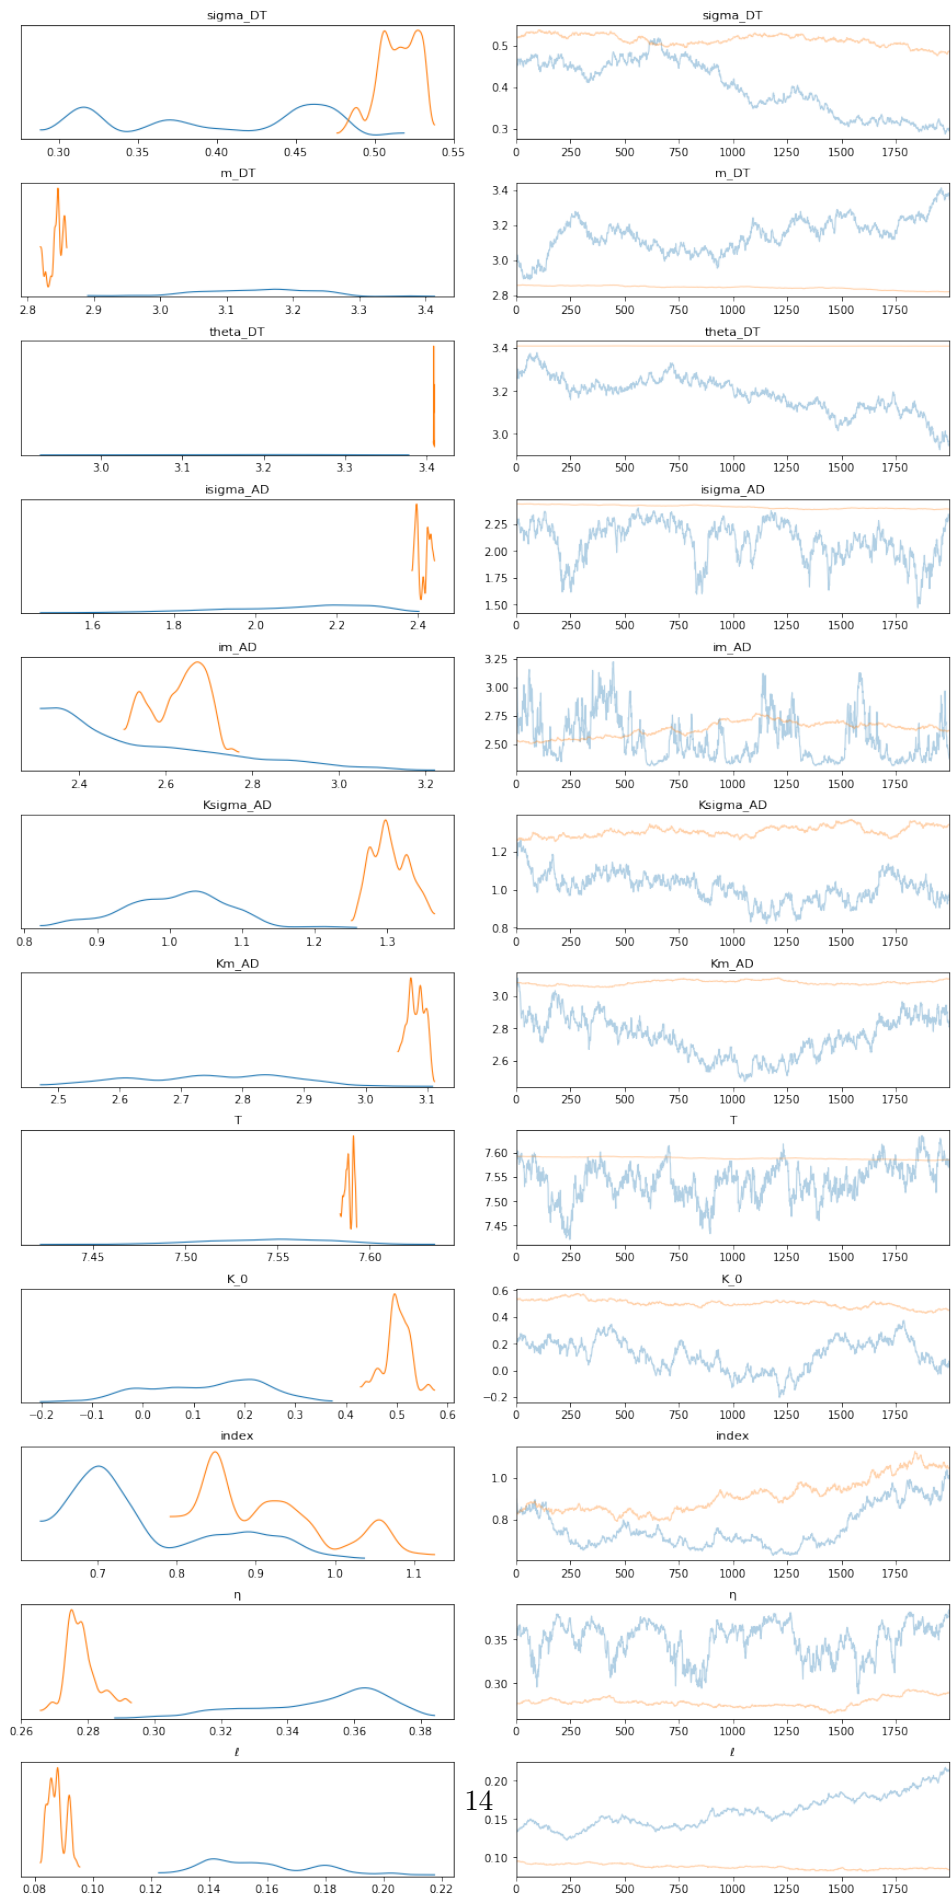 sigma_DT sigma_DT
0.5
0.4
0.3
0.30 0.35 0.40 0.45 0.50 0.55 0 250 500 750 1000 1250 1500 1750
m_DT m_DT
3.4
3.2
3.0
2.8
2.8 2.9 3.0 3.1 3.2 3.3 3.4 0 250 500 750 1000 1250 1500 1750
theta_DT theta_DT
3.4
3.2
3.0
3.0 3.1 3.2 3.3 3.4 0 250 500 750 1000 1250 1500 1750
isigma_AD isigma_AD
2.25
2.00
1.75
1.50
1.6 1.8 2.0 2.2 2.4 0 250 500 750 1000 1250 1500 1750
im_AD im_AD
3.25
3.00
2.75
2.50
2.4 2.6 2.8 3.0 3.2 0 250 500 750 1000 1250 1500 1750
Ksigma_AD Ksigma_AD
1.2
1.0
0.8
0.8 0.9 1.0 1.1 1.2 1.3 0 250 500 750 1000 1250 1500 1750
Km_AD Km_AD
3.0
2.8
2.6
2.5 2.6 2.7 2.8 2.9 3.0 3.1 0 250 500 750 1000 1250 1500 1750
T T
7.60
7.55
7.50
7.45
7.45 7.50 7.55 7.60 0 250 500 750 1000 1250 1500 1750
K_0 K_0
0.6
0.4
0.2
0.0
−0.2
−0.2 −0.1 0.0 0.1 0.2 0.3 0.4 0.5 0.6 0 250 500 750 1000 1250 1500 1750
index index
1.0
0.8
0.7 0.8 0.9 1.0 1.1 0 250 500 750 1000 1250 1500 1750
η η
0.35
0.30
0.26 0.28 0.30 0.32 0.34 0.36 0.38 0 250 500 750 1000 1250 1500 1750
ℓ ℓ
0.20
14
0.15
0.10
0.08 0.10 0.12 0.14 0.16 0.18 0.20 0.22 0 250 500 750 1000 1250 1500 1750